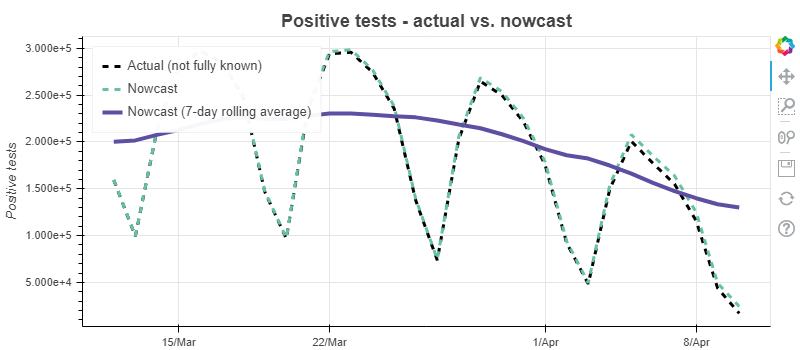 Positive tests - actual vs. nowcast
3.000e+5
2.500e+5
2.000e+5
1.500e+5
1.000e+5
5.000e+4
Positive tests
Actual (not fully known)
Nowcast
Nowcast (7-day rolling average)
15/Mar
22/Mar
1/Apr
8/Apr